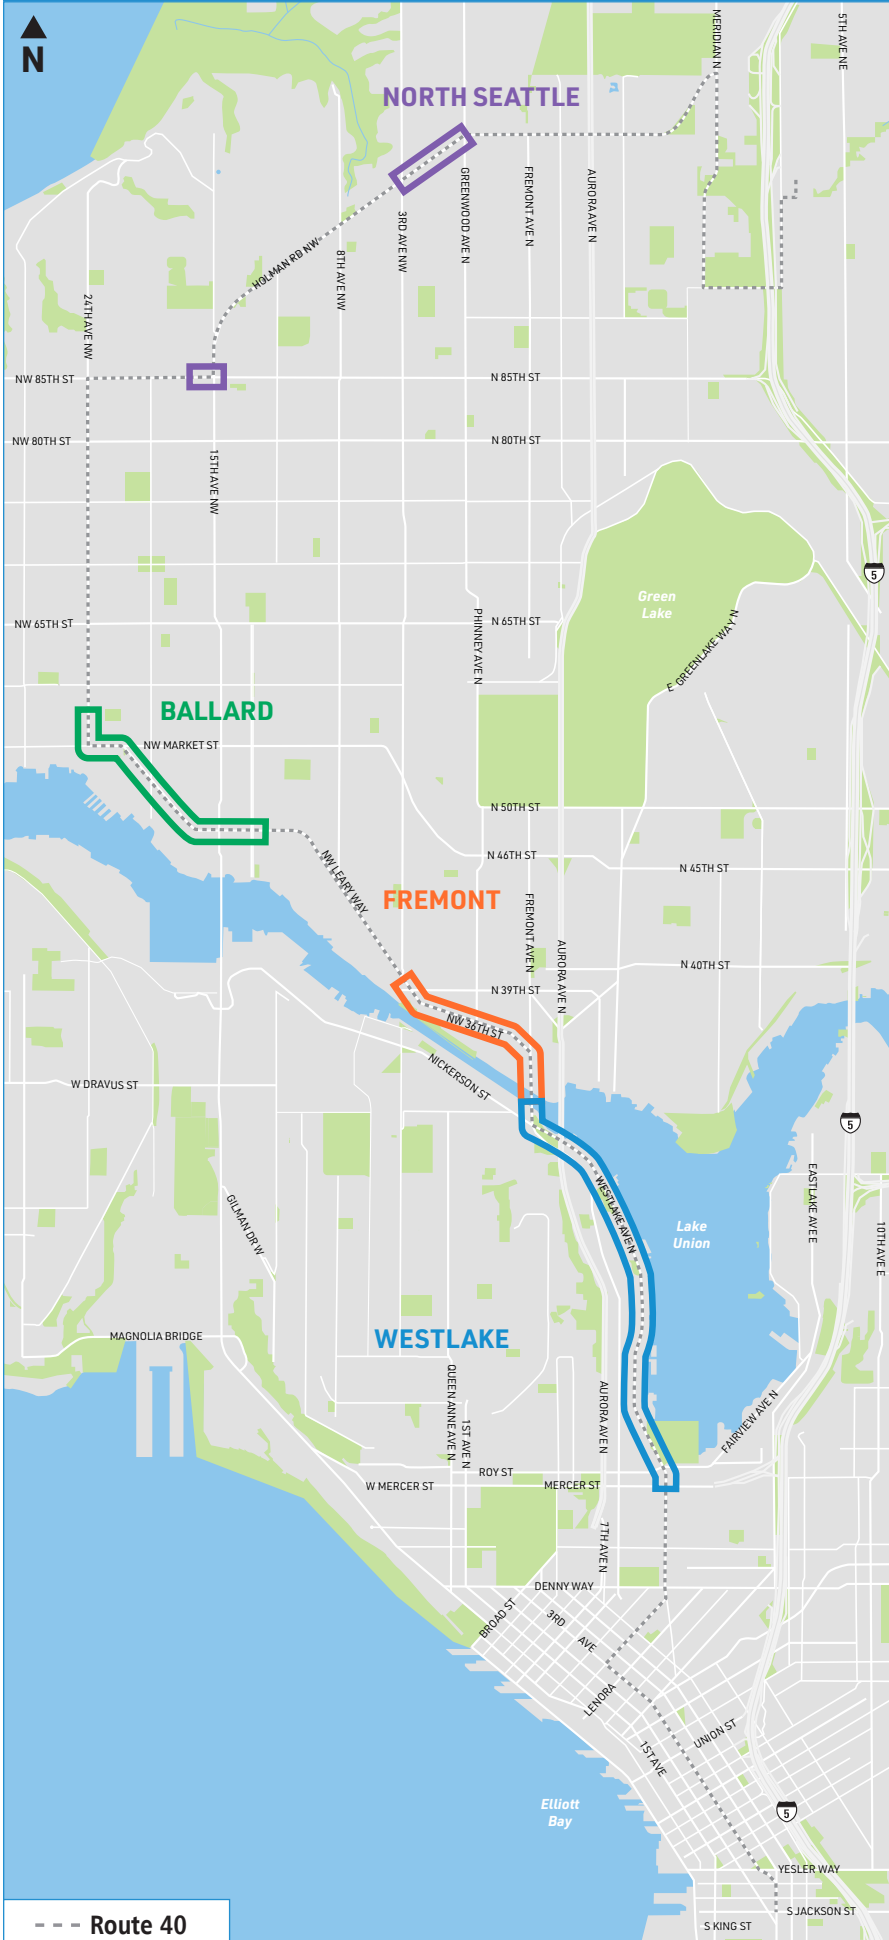 N
MERIDIAN N
5TH AVE NE
NORTH SEATTLE
GREENWOOD AVE N
FREMONT AVE N
AURORA AVE N
3RD AVE NW
8TH AVE NW
HOLMAN RD NW
24TH AVE NW
NW 85TH ST
N 85TH ST
NW 80TH ST
N 80TH ST
15TH AVE NW
5
Green
Lake
E GREENLAKE WAY N
NW 65TH ST
N 65TH ST
PHINNEY AVE N
BALLARD
NW MARKET ST
N 50TH ST
N 46TH ST
N 45TH ST
NW LEARY WAY
FREMONT
FREMONT AVE N
AURORA AVE N
N 40TH ST
N 39TH ST
NW 36TH ST
NICKERSON ST
W DRAVUS ST
5
WESTLAKE AVE N
EASTLAKE AVE E
10TH AVE E
GILMAN DR W
Lake
Union
MAGNOLIA BRIDGE
WESTLAKE
QUEEN ANNE AVE N
1ST AVE N
AURORA AVE N
FAIRVIEW AVE N
ROY ST
W MERCER ST
MERCER ST
7TH AVE N
DENNY WAY
BROAD ST
3RD AVE
LENORA
UNION ST
1ST AVE
Elliott
Bay
5
YESLER WAY
S JACKSON ST
S KING ST
Route 40